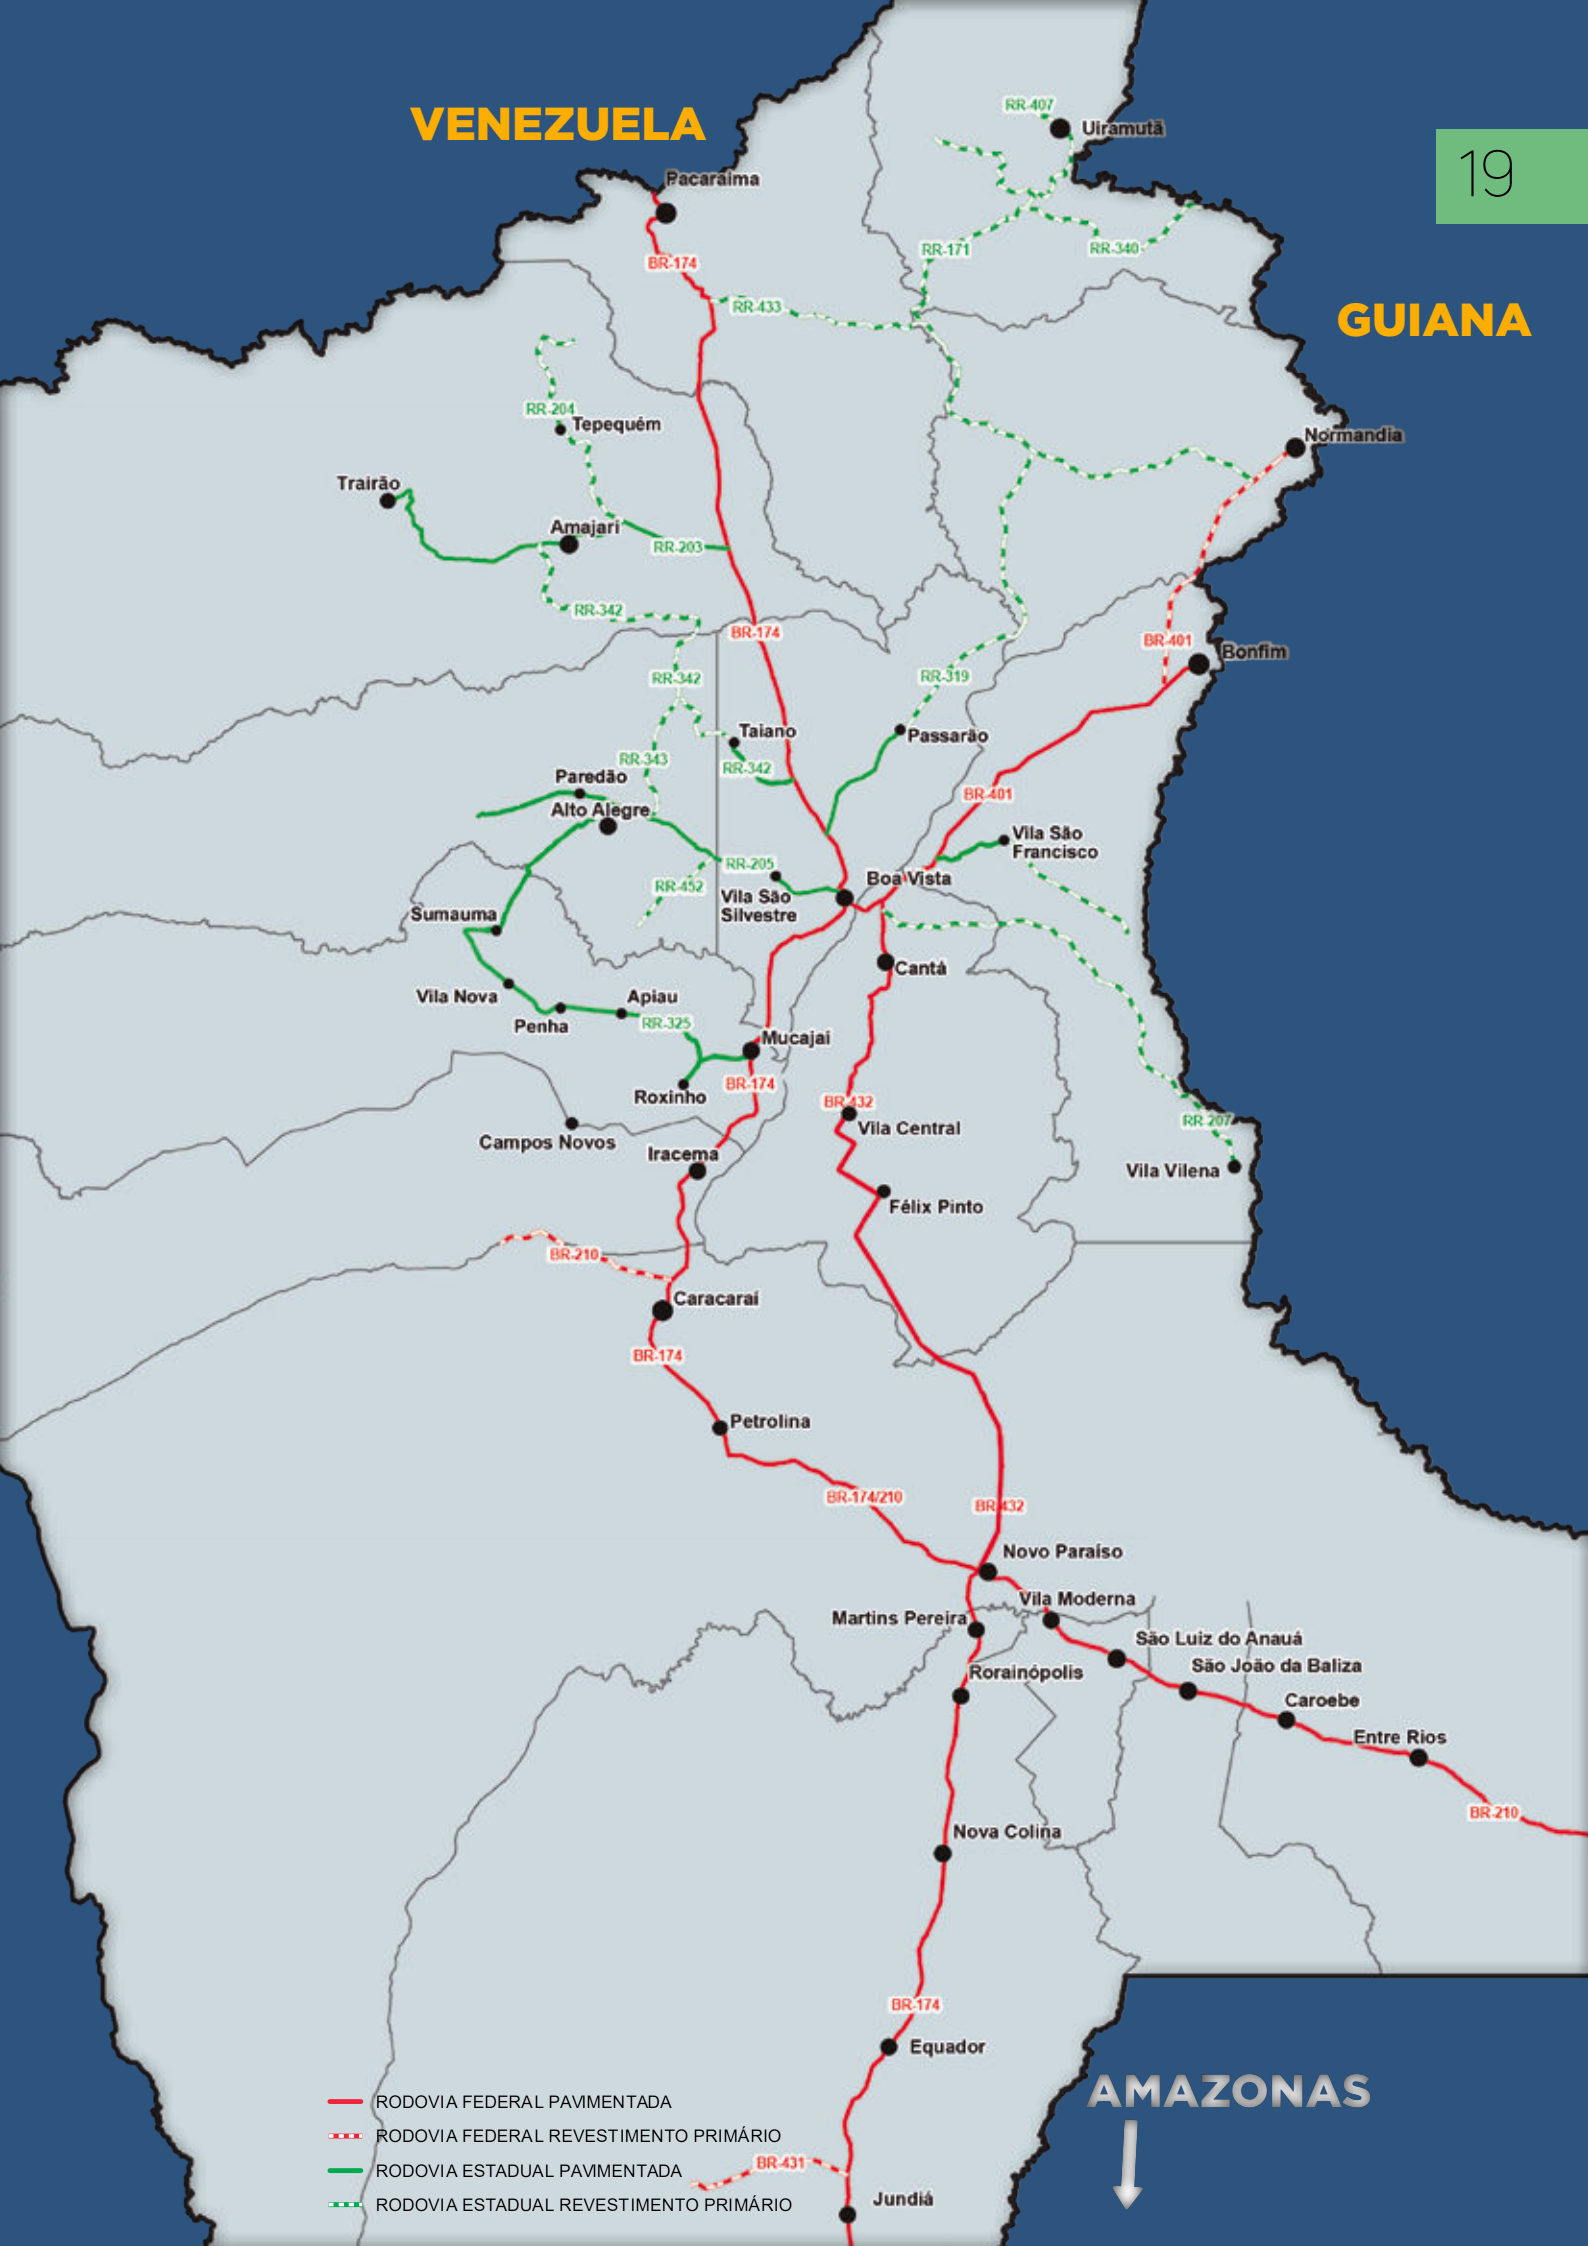 VENEZUELA
RR-407
Uiramutã
19
Pacaraima
RR-171
RR-340
BR-174
RR-433
GUIANA
RR-204
Tepequém
Normandia
Trairão
Amajari
RR-203
RR-342
BR-174
BR-401
Bonfim
RR-342
RR-319
Taiano
Passarão
RR-343
RR-342
Paredão
BR-401
Alto Alegre
Vila São
Francisco
RR-205
Boa Vista
RR-452
Vila São
Silvestre
Sumauma
Cantá
Vila Nova
Apiau
Penha
RR-325
Mucajaí
BR-174
Roxinho
BR-432
RR-207
Vila Central
Campos Novos
Iracema
Vila Vilena
Félix Pinto
BR-210
Caracaraí
BR-174
Petrolina
BR-174/210
BR-432
Novo Paraíso
Vila Moderna
Martins Pereira
São Luiz do Anauá
São João da Baliza
Rorainópolis
Caroebe
Entre Rios
BR-210
Nova Colina
BR-174
Equador
AMAZONAS
RODOVIA FEDERAL PAVIMENTADA
RODOVIA FEDERAL REVESTIMENTO PRIMÁRIO
BR-431
RODOVIA ESTADUAL PAVIMENTADA
Jundiá
RODOVIA ESTADUAL REVESTIMENTO PRIMÁRIO